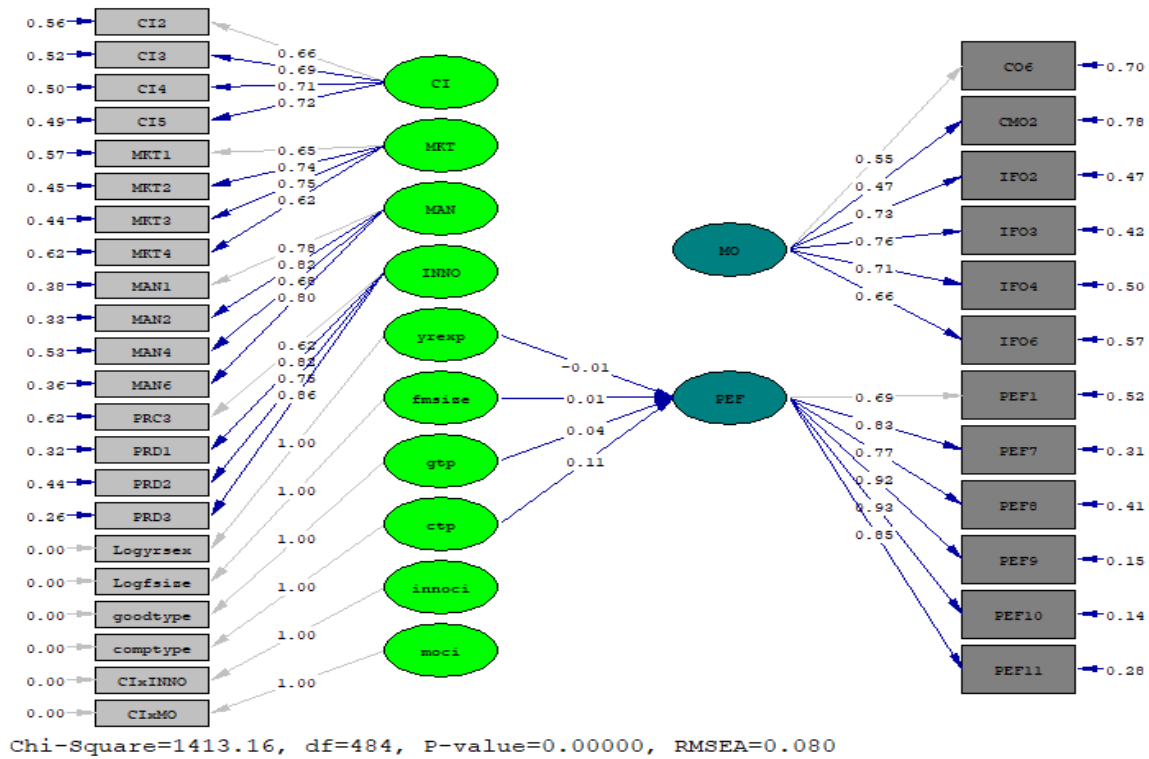 0.56 CI2
0.52 CI3
0.50 CI4
0.49 CI5
0.57 MKT1
0.45 MKT2
0.44 MKT3
0.62 MKT4
0.38 MAN1
0.33 MAN2
0.53 MAN4
0.36 MAN6
0.62 PRC3
0.32 PRD1
0.44 PRD2
0.26 PRD3
0.00 Logyrsex
0.00 Logfsize
0.00 goodtype
0.00 comptype
0.00 CIxINNO
0.00 CIxMO
0.66
0.69
0.71
0.72
0.65
0.74
0.75
0.62
0.78
0.82
0.68
0.80
0.62
0.82
0.75
0.86
1.00
1.00
1.00
1.00
1.00
1.00
CI
MKT
MAN
INNO
yrexp
fmsize
gtp
ctp
innoci
moci
-0.01
0.01
0.04
0.11
MO
PEF
0.55
0.47
0.73
0.76
0.71
0.66
0.69
0.83
0.77
0.92
0.93
0.85
CO6 0.70
CMO2 0.78
IFO2 0.47
IFO3 0.42
IFO4 0.50
IFO6 0.57
PEF1 0.52
PEF7 0.31
PEF8 0.41
PEF9 0.15
PEF10 0.14
PEF11 0.28
Chi-Square=1413.16, df=484, P-value=0.00000, RMSEA=0.080